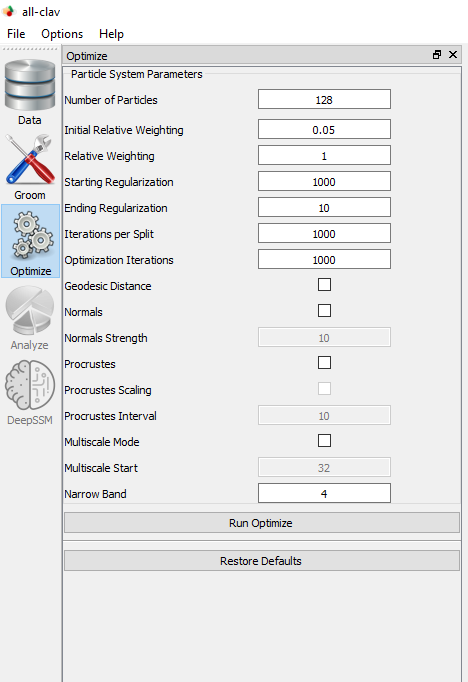 all-clav
File Options Help
Optimize
Particle System Parameters
Number of Particles 128
Initial Relative Weighting 0.05
Relative Weighting 1
Starting Regularization 1000
Ending Regularization 10
Iterations per Split 1000
Optimization Iterations 1000
Geodesic Distance
Normals
Normals Strength 10
Procrustes
Procrustes Scaling
Procrustes Interval 10
Multiscale Mode
Multiscale Start 32
Narrow Band 4
Run Optimize
Restore Defaults
Data
Groom
Optimize
Analyze
DeepSSM